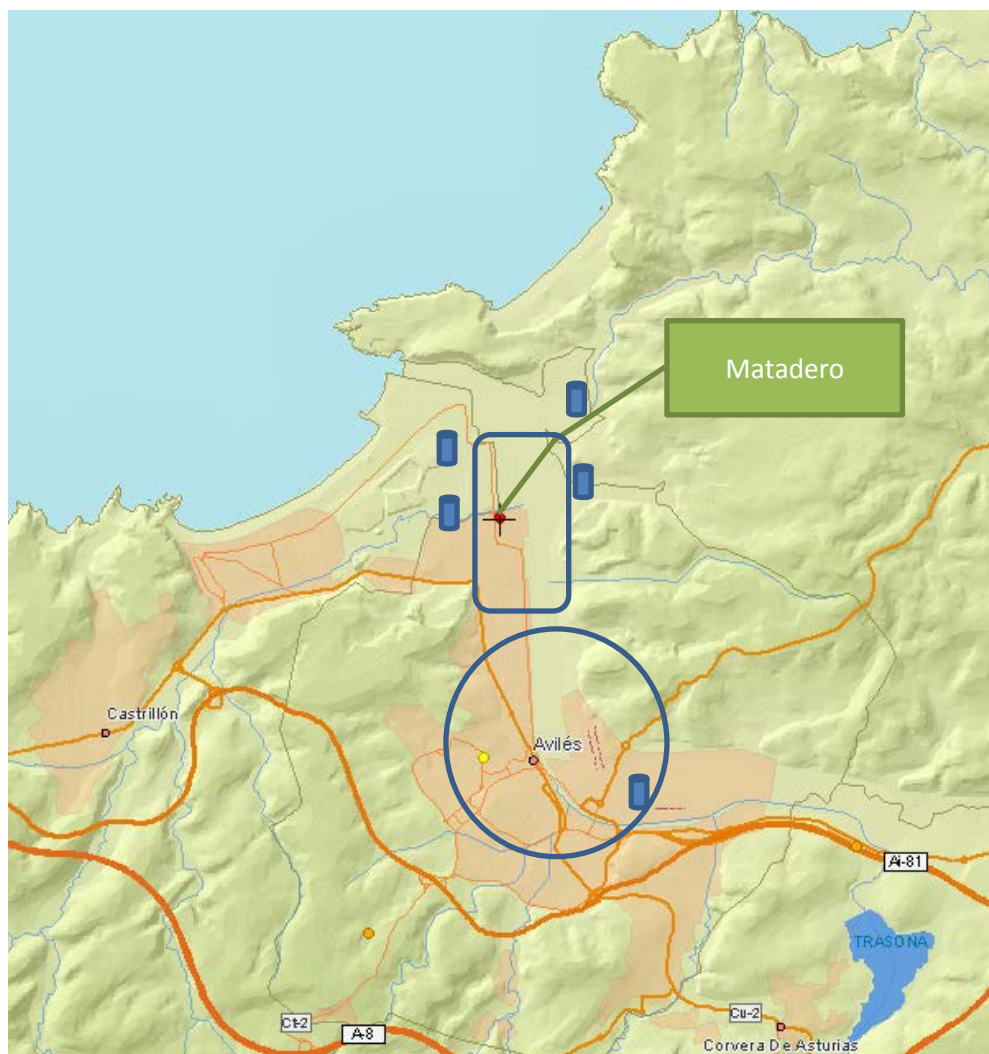 Matadero
Castrillón
Avilés
Ai-81
TRASONA
Ct-2
A-8
Cu-2
Corvera De Asturias